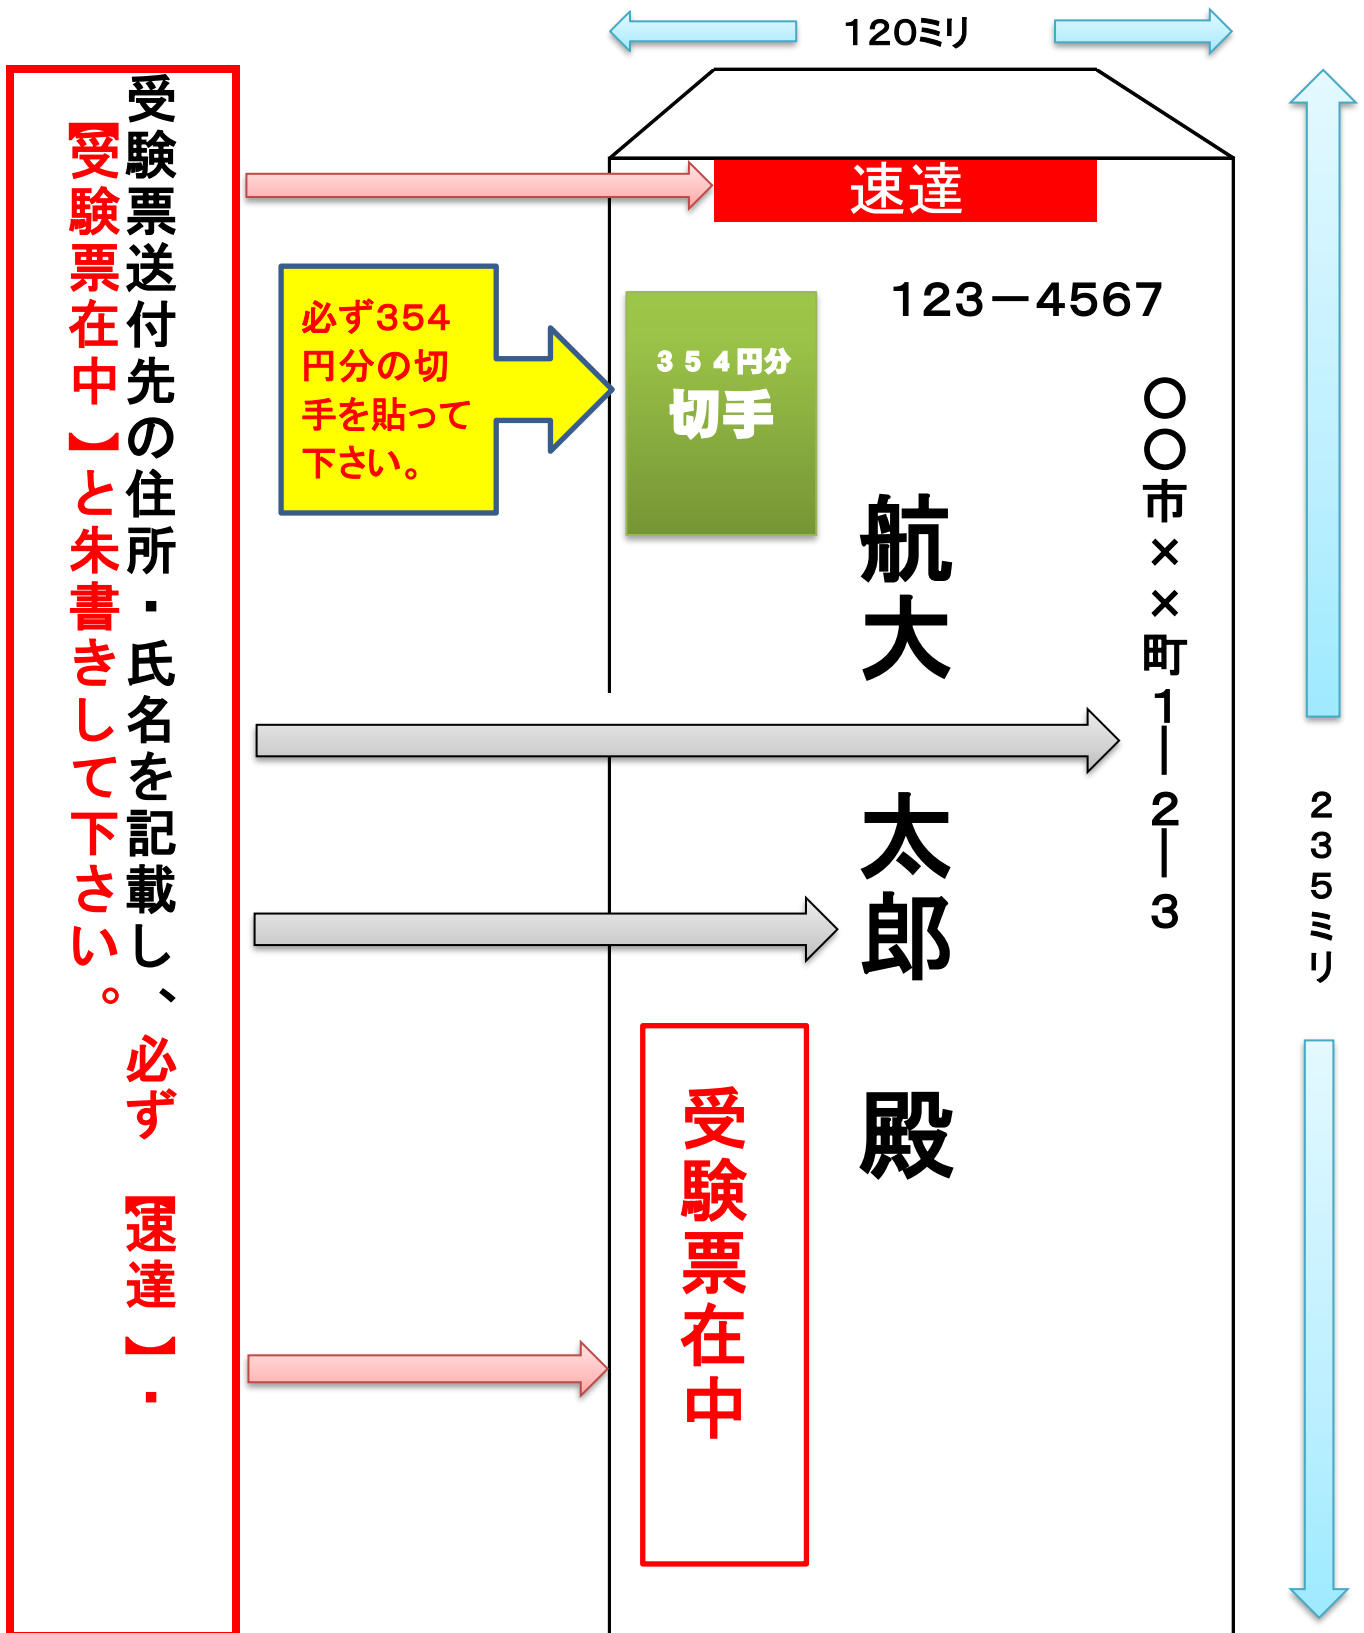 120ミリ
受験票送付先の住所・氏名を記載し、必ず　【速達】・
【受験票在中】と朱書きして下さい。
速達
必ず354
円分の切
手を貼って
下さい。
３５４円分
切手
123－4567
〇〇市××町１―２―３
航大　太郎　殿
受験票在中
２３５ミリ